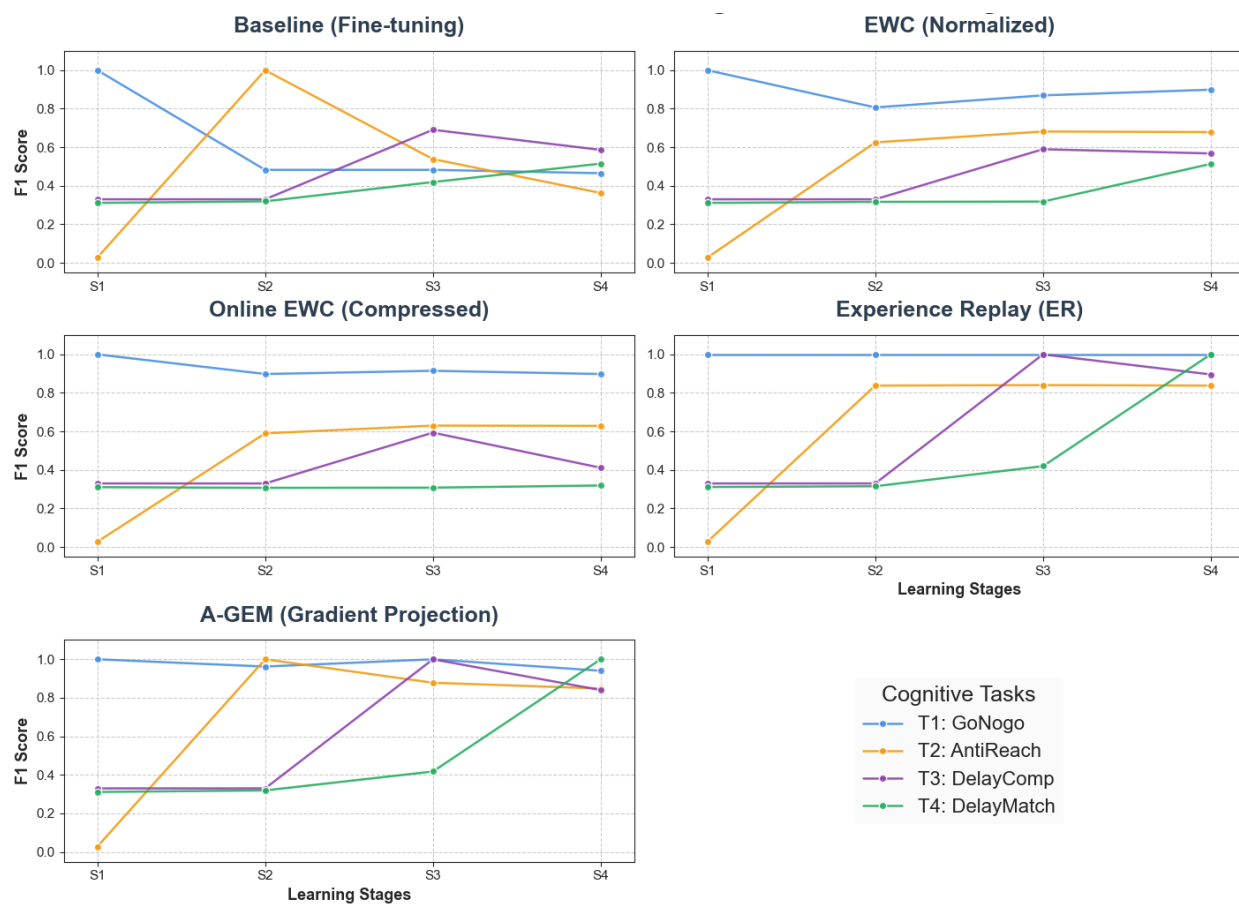 Baseline (Fine-tuning)
EWC (Normalized)
F1 Score
1.0
0.8
0.6
0.4
0.2
0.0
S1
S2
S3
S4
1.0
0.8
0.6
0.4
0.2
0.0
S1
S2
S3
S4
Online EWC (Compressed)
Experience Replay (ER)
F1 Score
1.0
0.8
0.6
0.4
0.2
0.0
S1
S2
S3
S4
1.0
0.8
0.6
0.4
0.2
0.0
S1
S2
S3
S4
Learning Stages
A-GEM (Gradient Projection)
F1 Score
1.0
0.8
0.6
0.4
0.2
0.0
S1
S2
S3
S4
Learning Stages
Cognitive Tasks
T1: GoNogo
T2: AntiReach
T3: DelayComp
T4: DelayMatch